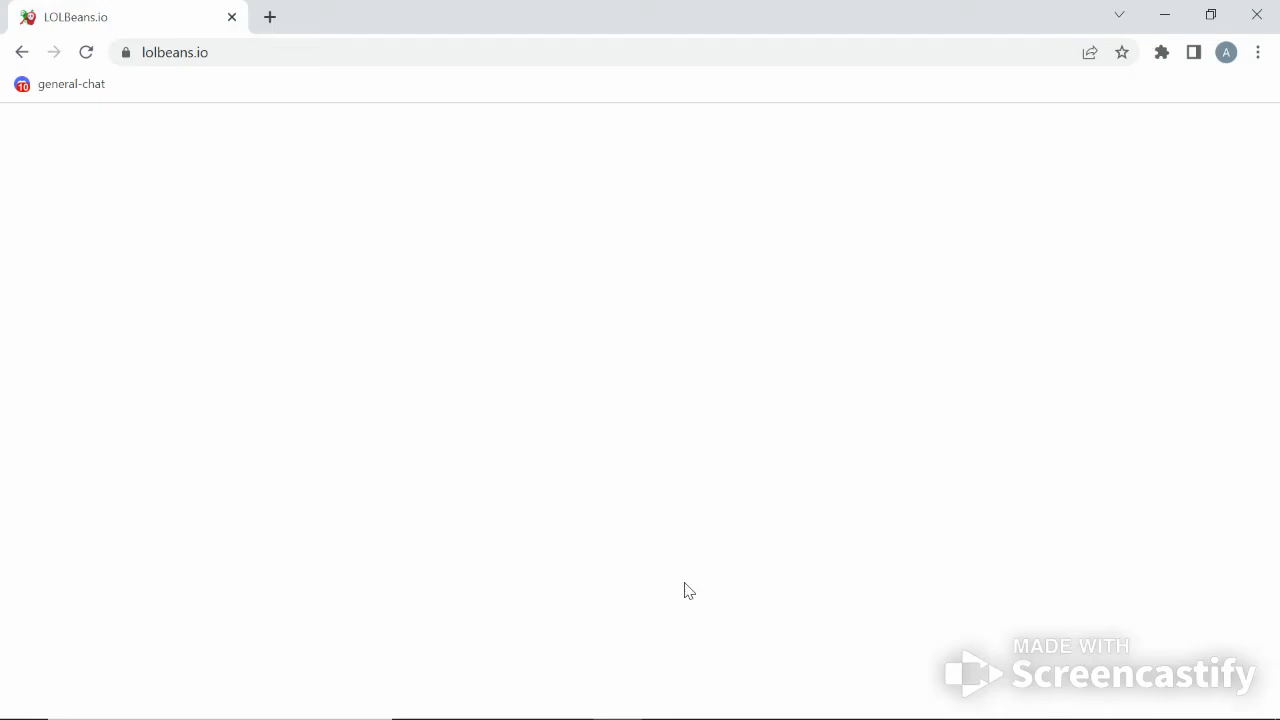 LOLBeans.io
lolbeans.io
A
10
general-chat
MADE WITH
Screencastify